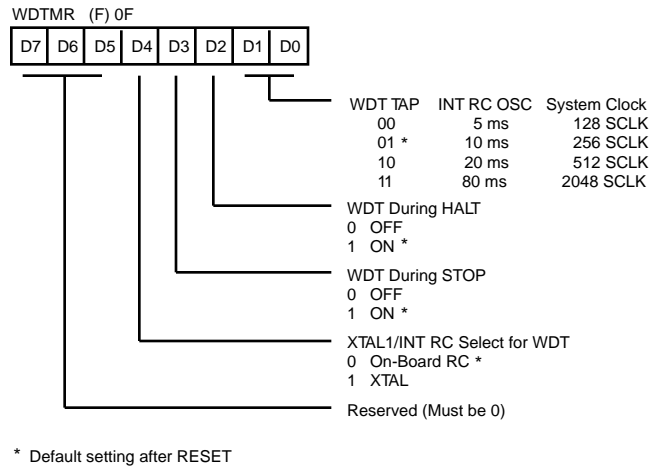 WDTMR (F) 0F
D7 D6 D5 D4 D3 D2 D1 D0
WDT TAP INT RC OSC System Clock
00 5 ms 128 SCLK
01 * 10 ms 256 SCLK
10 20 ms 512 SCLK
11 80 ms 2048 SCLK
WDT During HALT
0 OFF
1 ON *
WDT During STOP
0 OFF
1 ON *
XTAL1/INT RC Select for WDT
0 On-Board RC *
1 XTAL
Reserved (Must be 0)
* Default setting after RESET